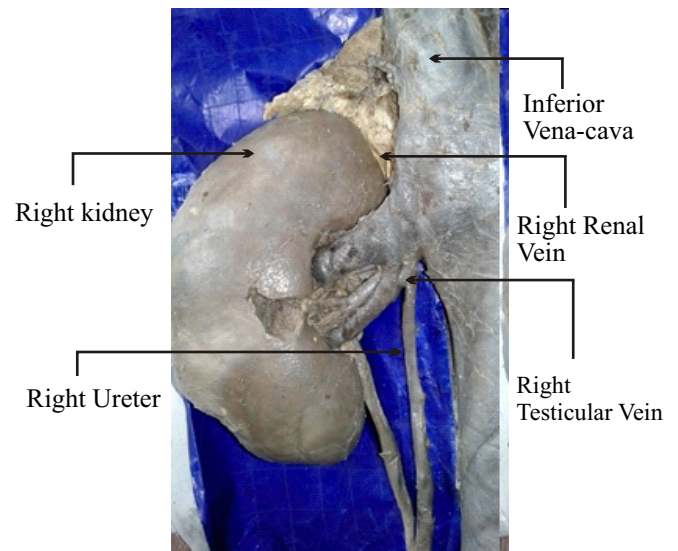 Inferior
Vena-cava
Right kidney
Right Renal
Vein
Right Ureter
Right
Testicular Vein